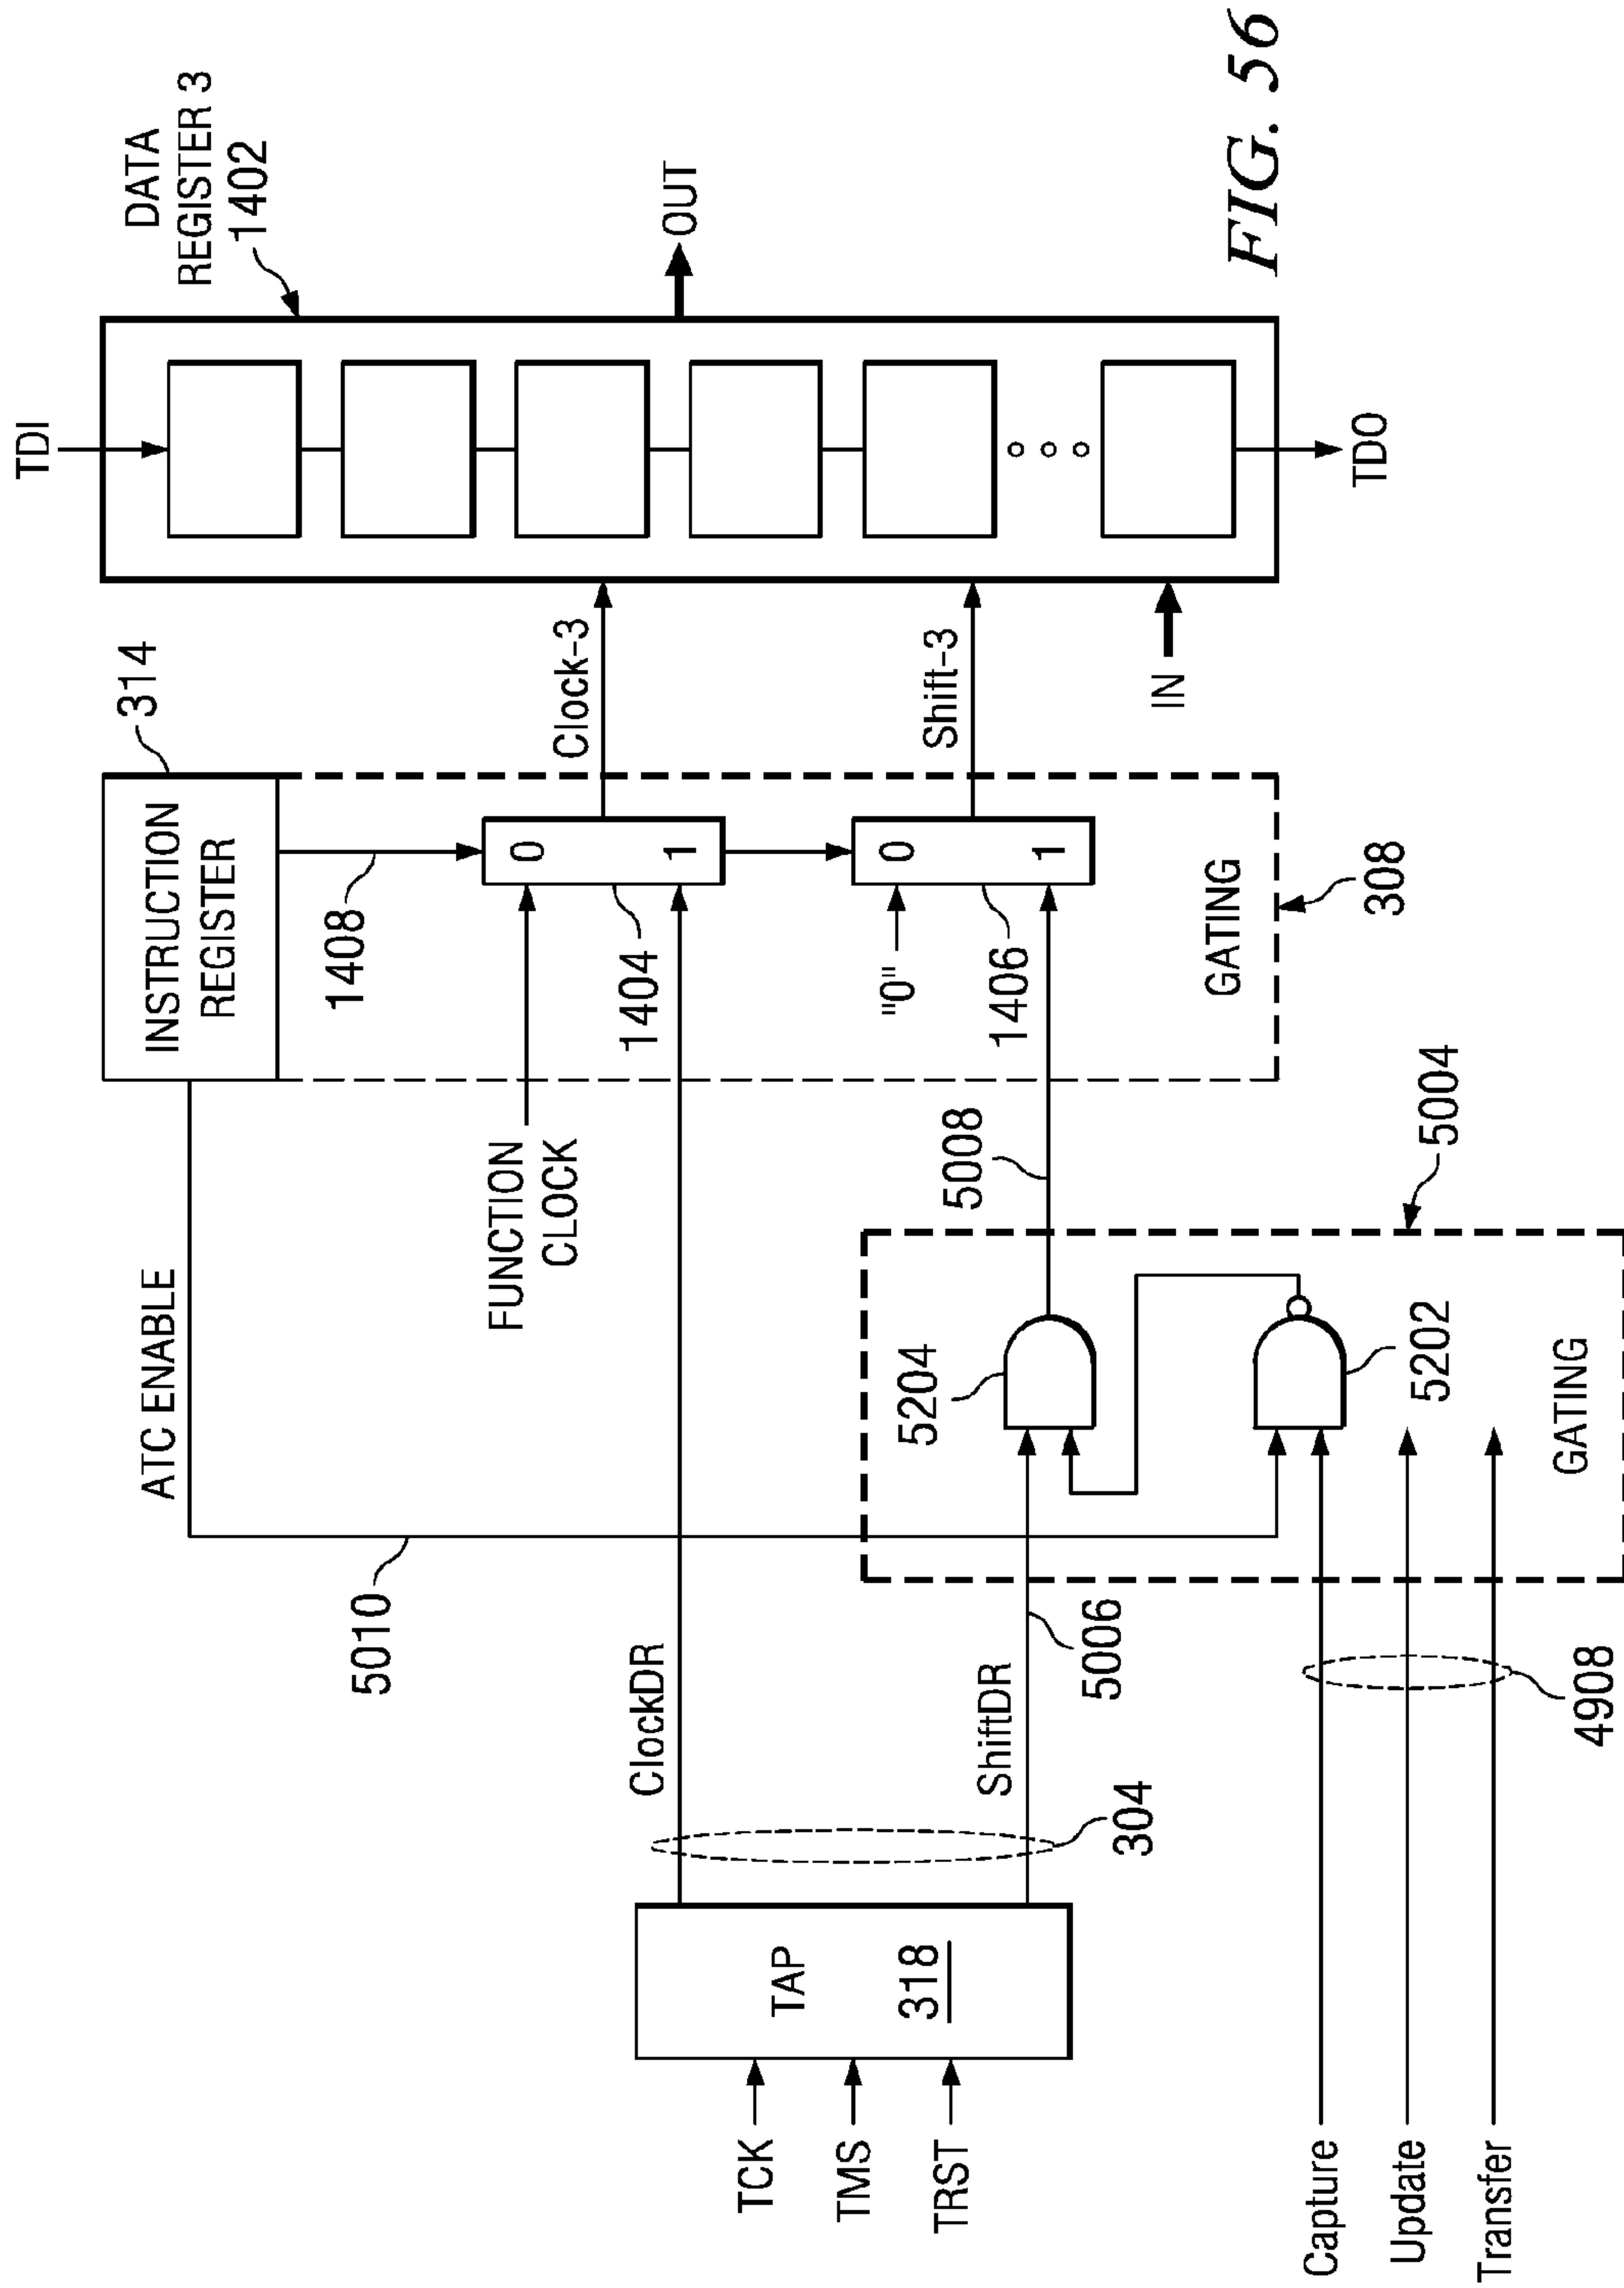 TCK
TMS
TRST
TAP
318
304
ClockDR
ShiftDR
5006
5010
ATC ENABLE
Capture
Update
Transfer
4908
5204
5202
GATING
5004
5008
FUNCTION
CLOCK
INSTRUCTION
REGISTER
314
1408
0
1
1404
"0"
0
1
1406
GATING
308
Clock-3
Shift-3
IN
TDI
TDO
OUT
DATA
REGISTER 3
1402
FIG. 56